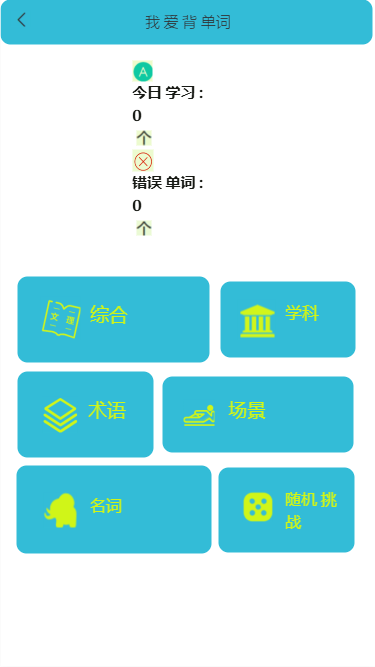 我 爱 背 单词
A
今日 学习：
0
个
错误 单词：
0
个
文 理
综合
学科
术语
场景
名词
随机 挑
战